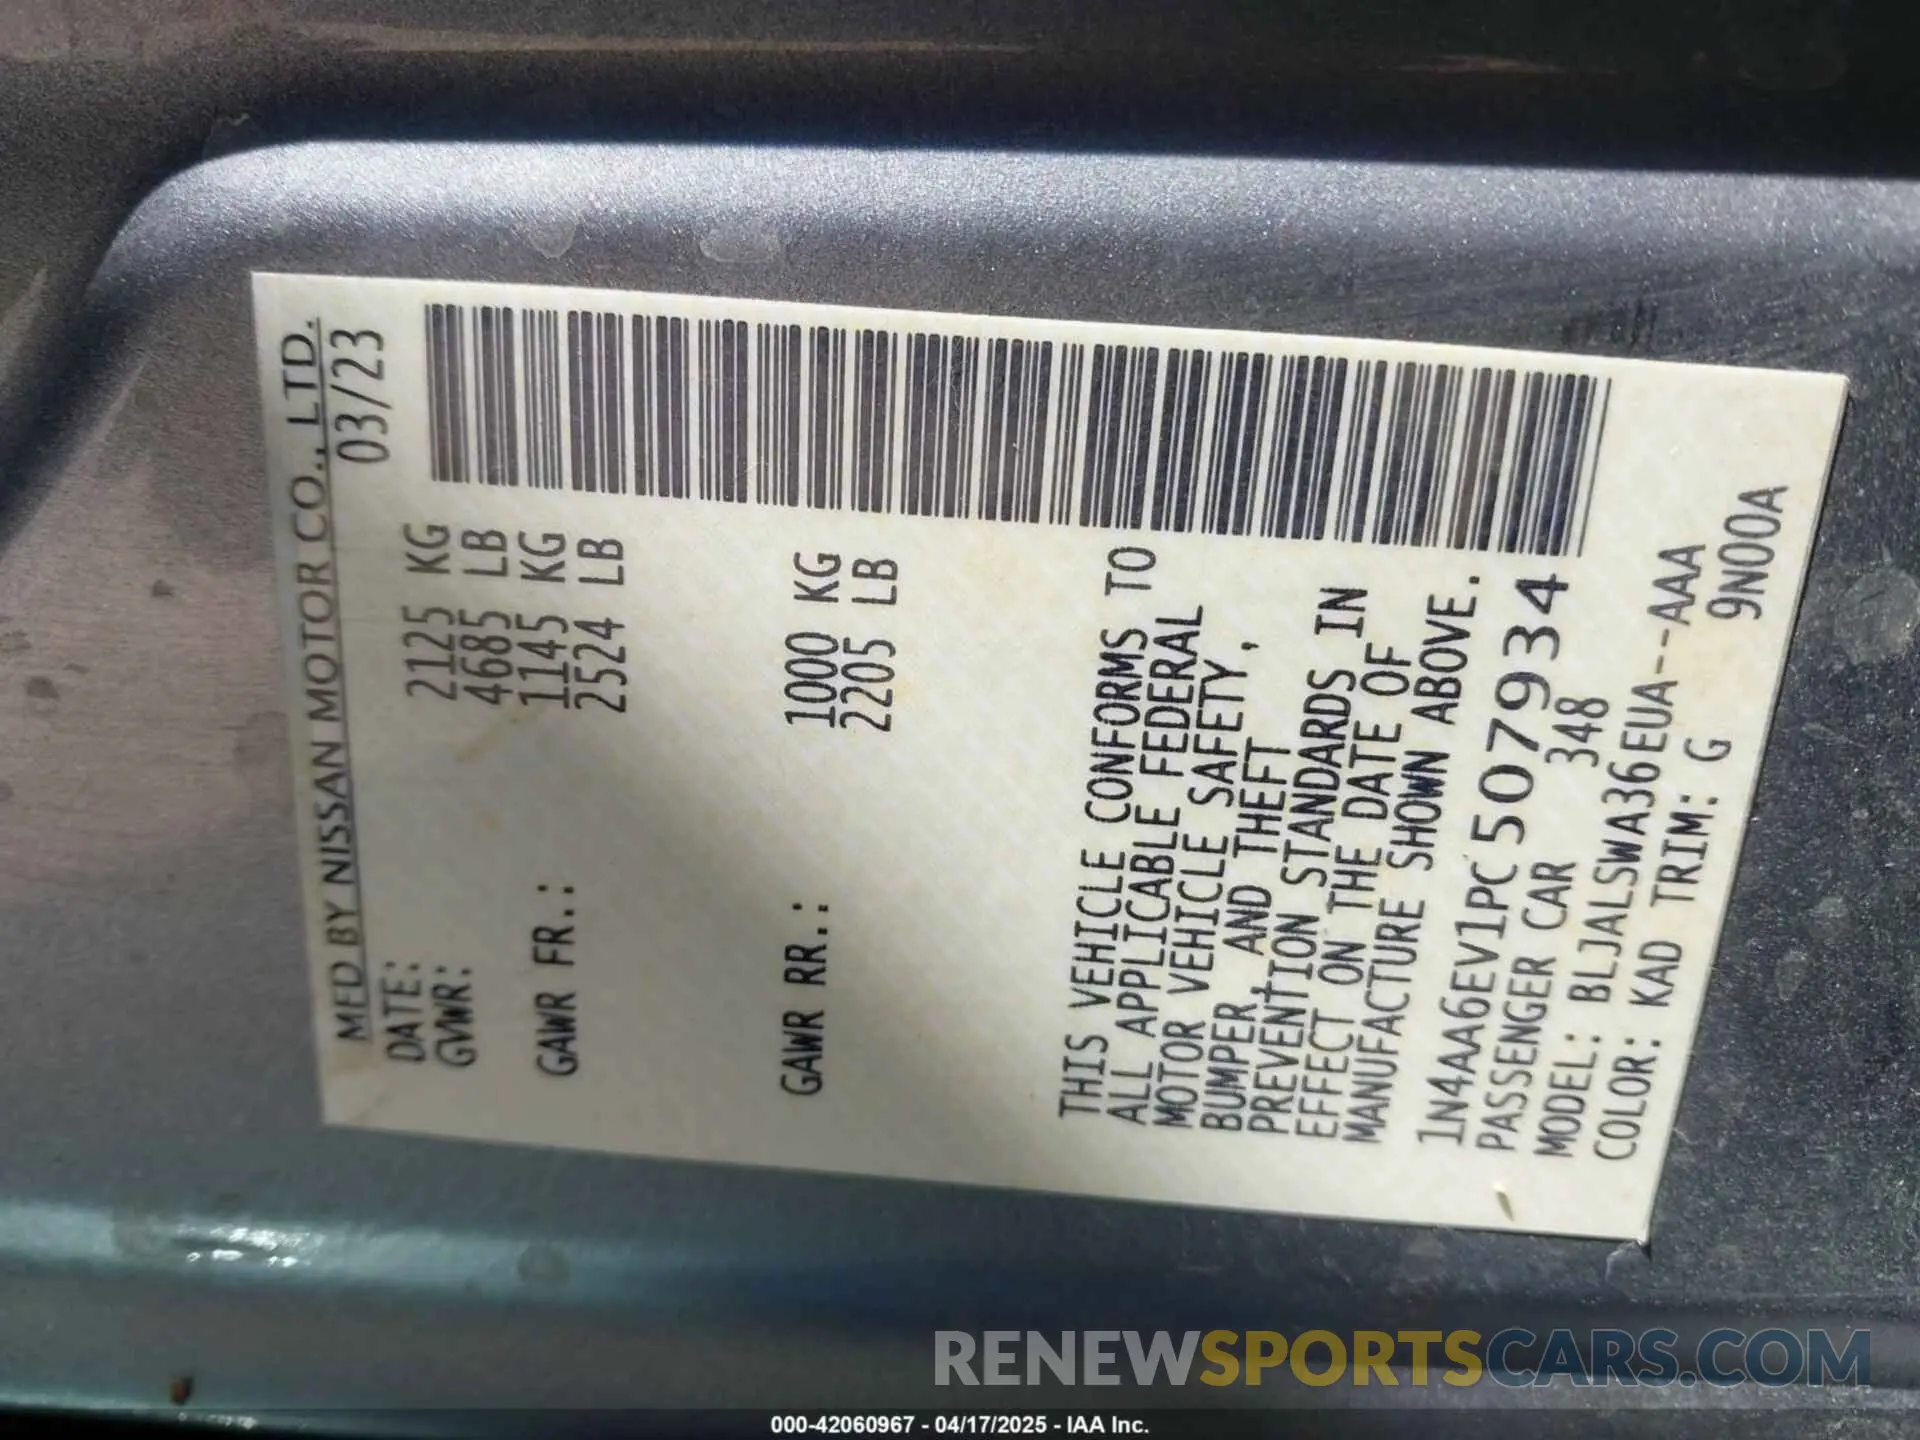 MFD BY NISSAN MOTOR CO., LTD.
DATE: 03/23
GVWR: 2125 KG
4685 LB
GAWR FR.: 1145 KG
2524 LB
GAWR RR.: 1000 KG
2205 LB
THIS VEHICLE CONFORMS TO
ALL APPLICABLE FEDERAL
MOTOR VEHICLE SAFETY,
BUMPER, AND THEFT
PREVENTION STANDARDS IN
EFFECT ON THE DATE OF
MANUFACTURE SHOWN ABOVE.
1N4AA6EV1PC507934
PASSENGER CAR 348
MODEL: BLJALSWA36EUA--AAA
COLOR: KAD TRIM: G 9N00A
RENEWSPORTSCARS.COM
000-42060967 - 04/17/2025 - IAA Inc.